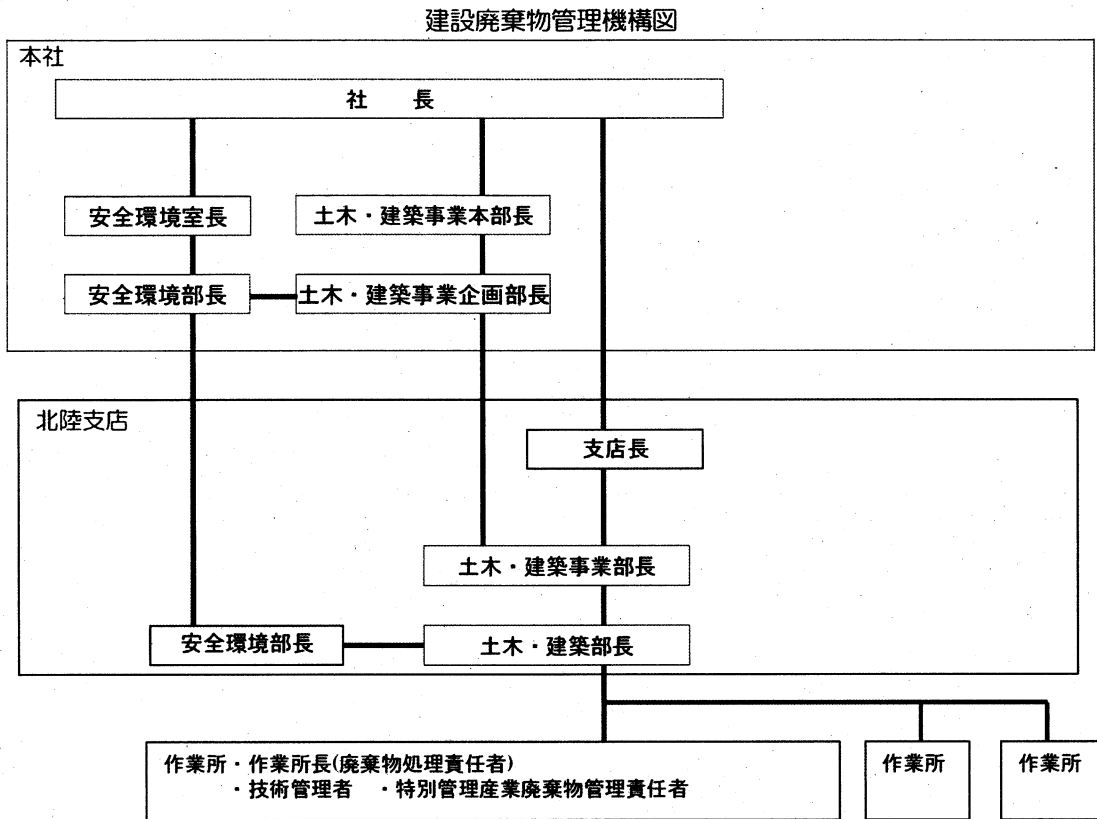 建設廃棄物管理機構図
本社
社　　長
安全環境室長
土木・建築事業本部長
安全環境部長
土木・建築事業企画部長
北陸支店
支店長
土木・建築事業部長
安全環境部長
土木・建築部長
作業所・作業所長(廃棄物処理責任者)
・技術管理者　・特別管理産業廃棄物管理責任者
作業所
作業所